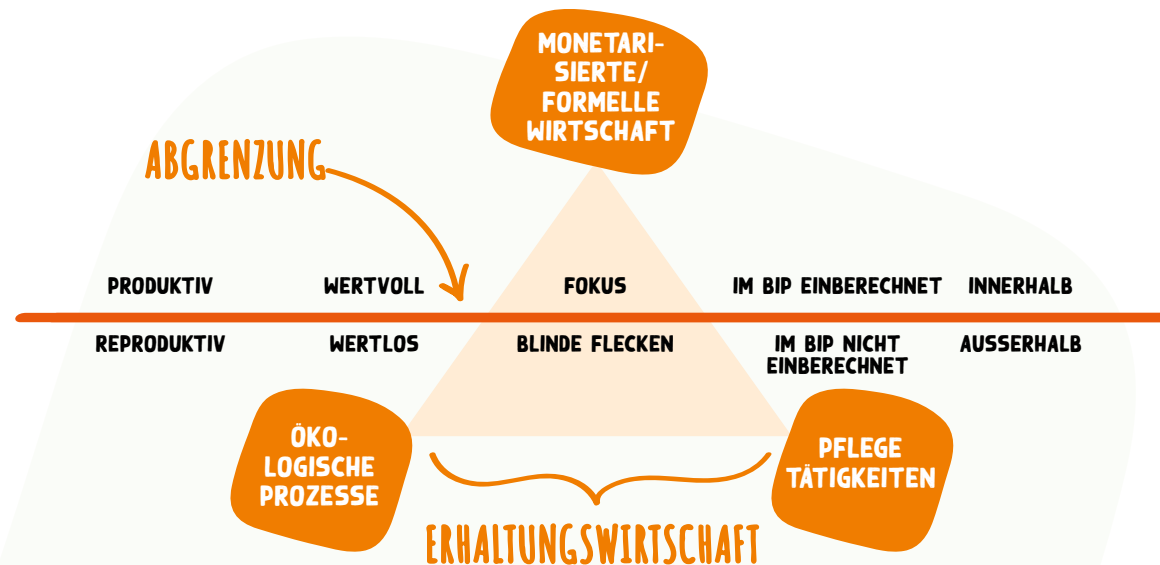 MONETARI-
SIERTE/
FORMELLE
WIRTSCHAFT
ABGRENZUNG
PRODUKTIV WERTVOLL FOKUS IM BIP EINBERECHNET INNERHALB
REPRODUKTIV WERTLOS BLINDE FLECKEN IM BIP NICHT AUSSERHALB
EINBERECHNET
ÖKO-
LOGISCHE
PROZESSE
PFLEGE
TÄTIGKEITEN
ERHALTUNGSWIRTSCHAFT